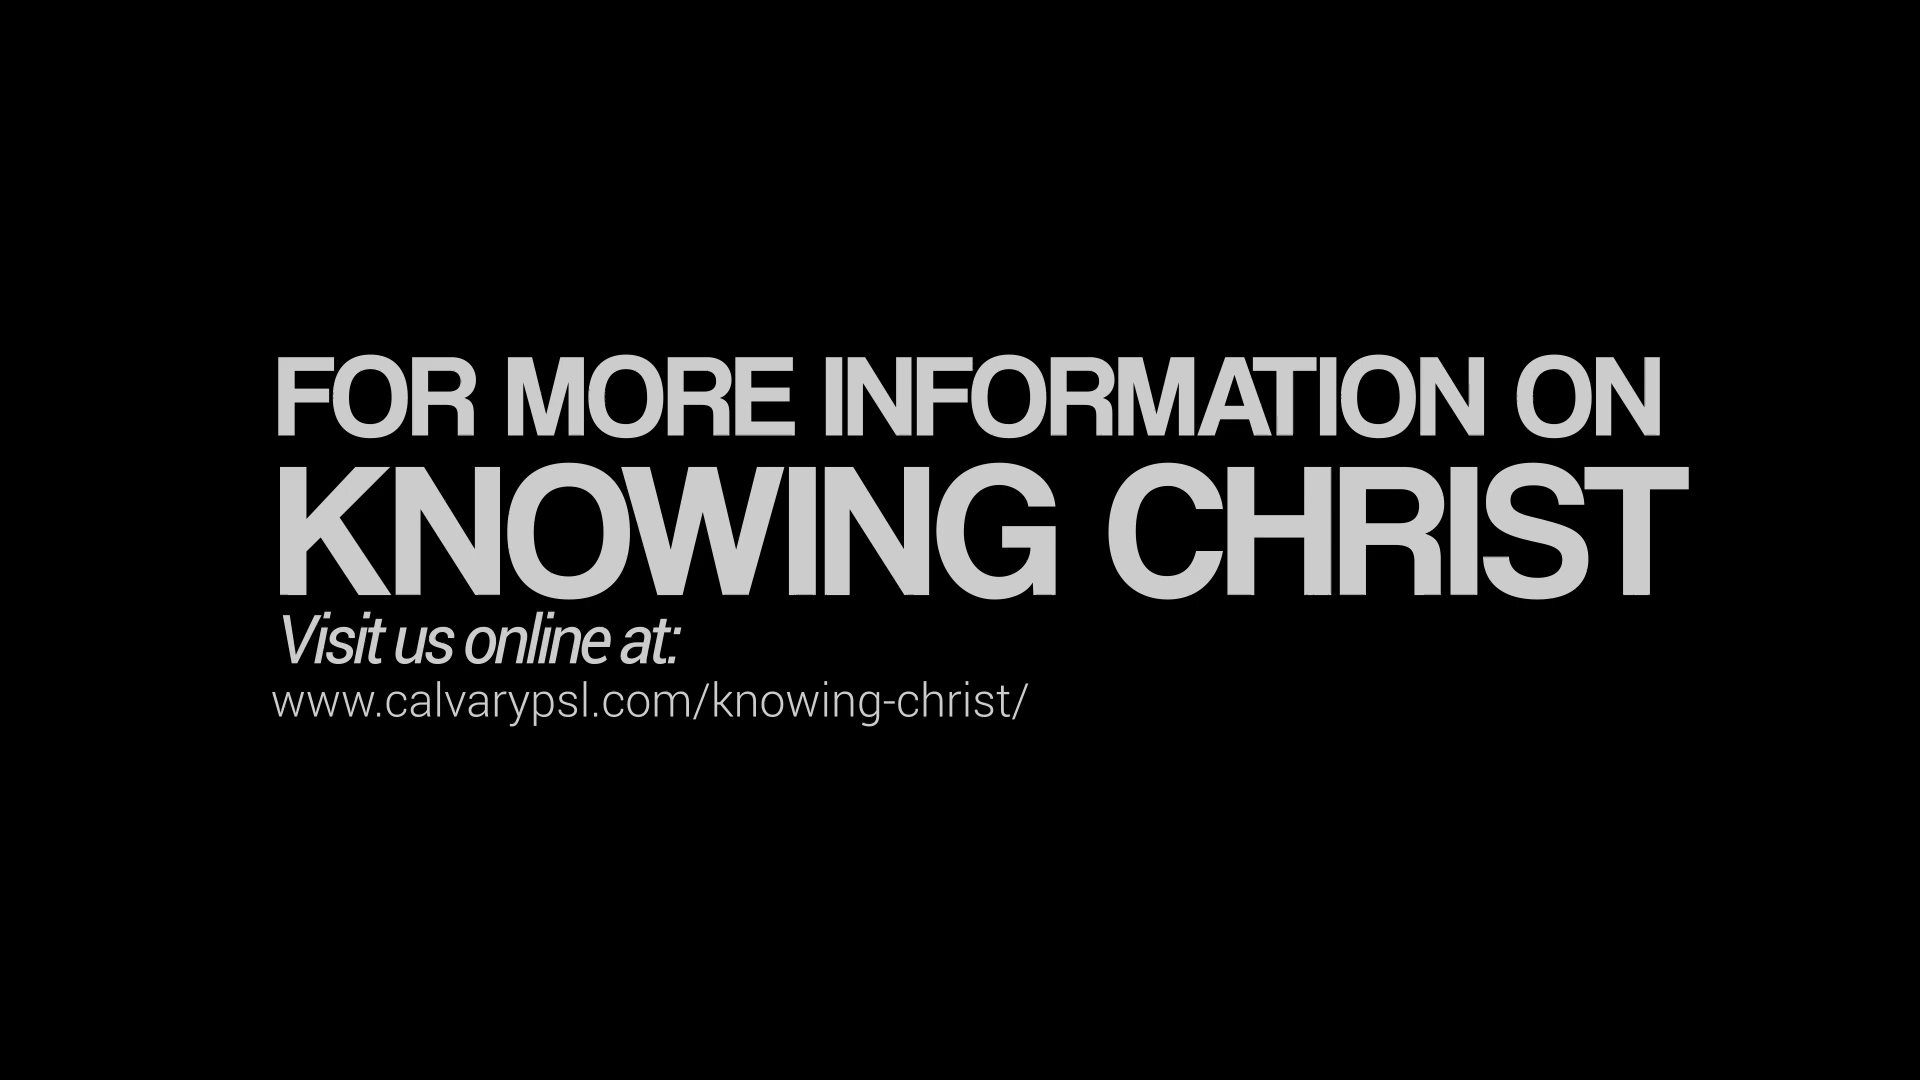 FOR MORE INFORMATION ON
KNOWING CHRIST
Visit us online at:
www.calvarypsl.com/knowing-christ/